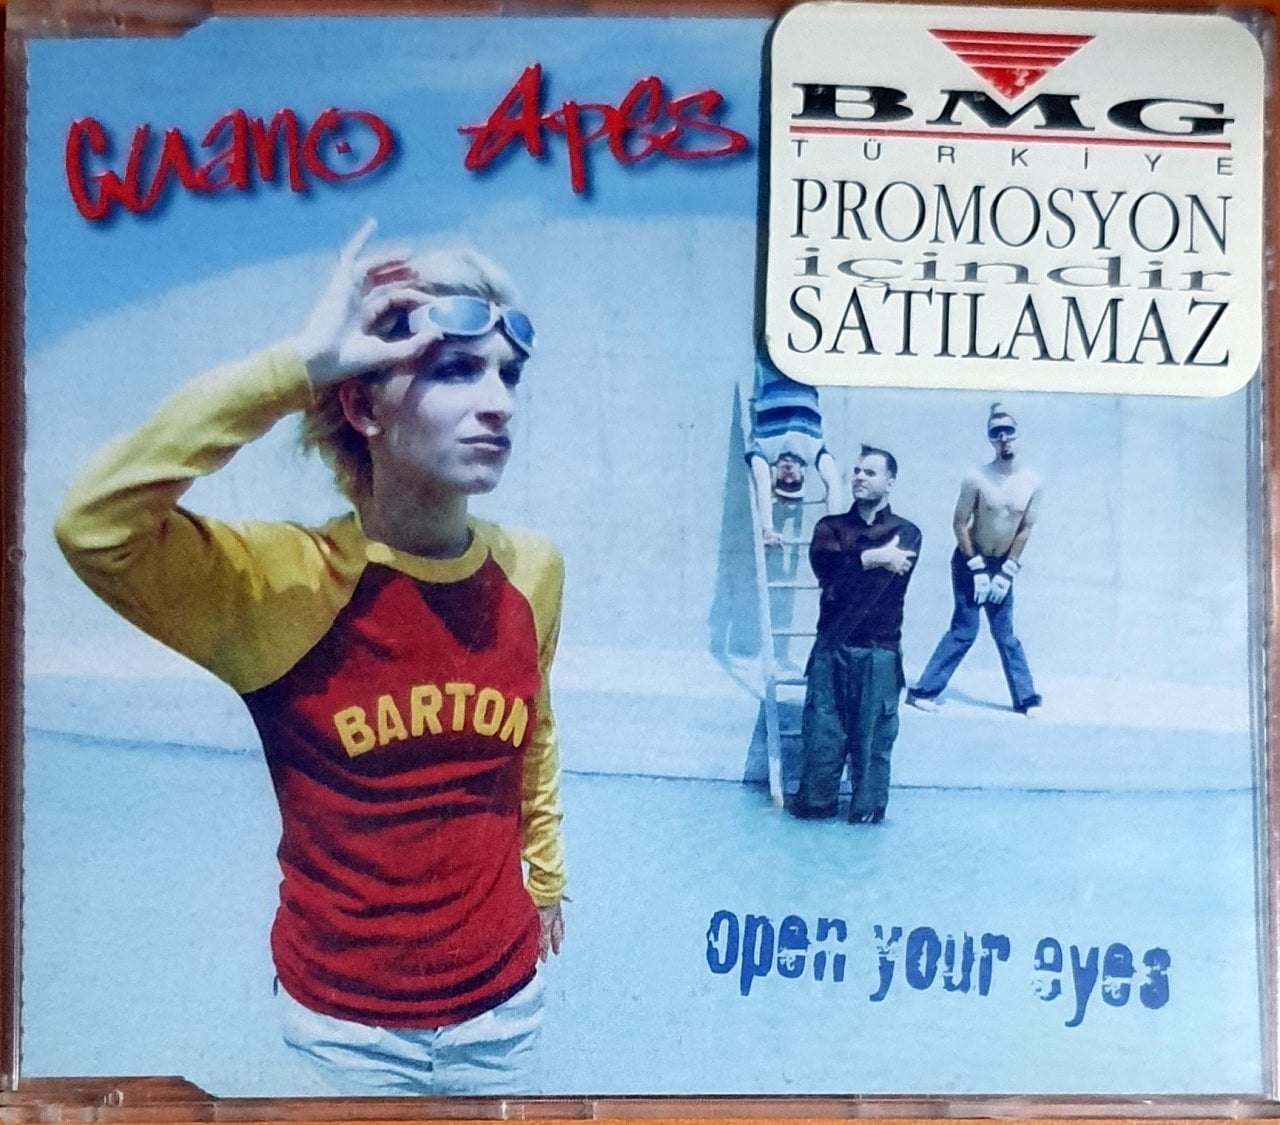 Guano Apes
BMG
TÜRKİYE
PROMOSYON
içindir
SATILAMAZ
BARTON
open your eyes